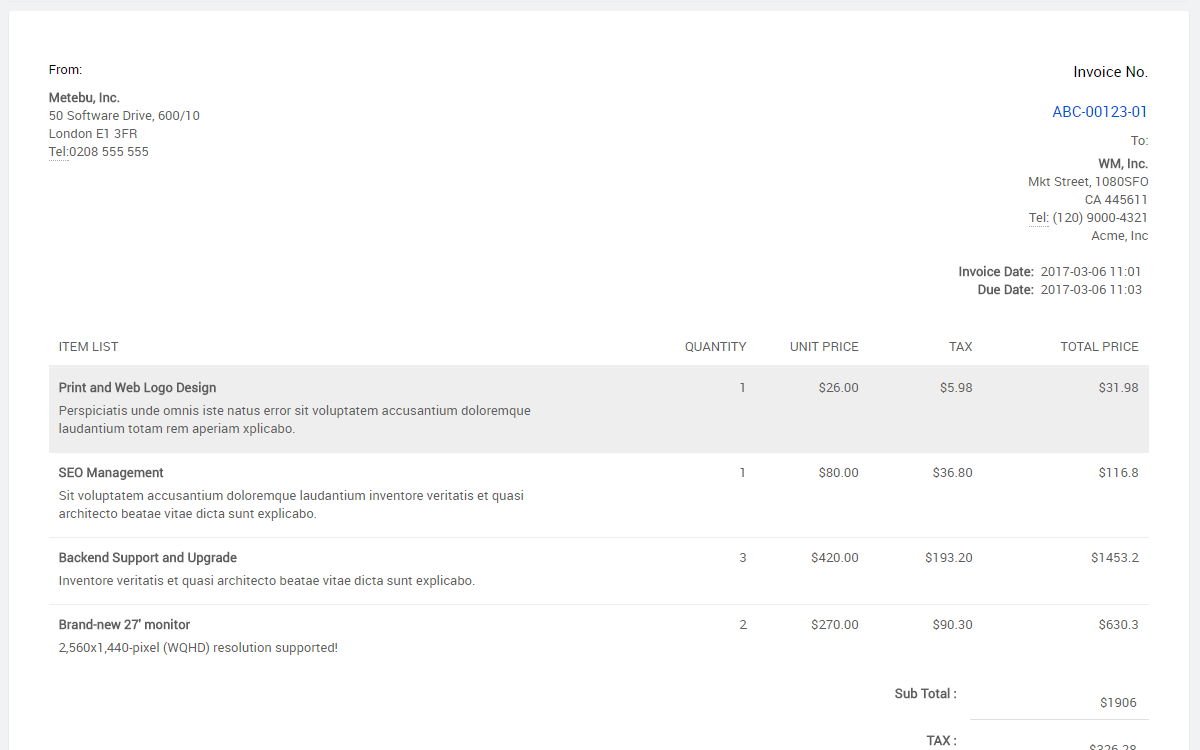 From:
Metebu, Inc.
50 Software Drive, 600/10
London E1 3FR
Tel:0208 555 555
Invoice No.
ABC-00123-01
To:
WM, Inc.
Mkt Street, 1080SFO
CA 445611
Tel: (120) 9000-4321
Acme, Inc
Invoice Date: 2017-03-06 11:01
Due Date: 2017-03-06 11:03
ITEM LIST QUANTITY UNIT PRICE TAX TOTAL PRICE
Print and Web Logo Design 1 $26.00 $5.98 $31.98
Perspiciatis unde omnis iste natus error sit voluptatem accusantium doloremque
laudantium totam rem aperiam xplicabo.
SEO Management 1 $80.00 $36.80 $116.8
Sit voluptatem accusantium doloremque laudantium inventore veritatis et quasi
architecto beatae vitae dicta sunt explicabo.
Backend Support and Upgrade 3 $420.00 $193.20 $1453.2
Inventore veritatis et quasi architecto beatae vitae dicta sunt explicabo.
Brand-new 27' monitor 2 $270.00 $90.30 $630.3
2,560x1,440-pixel (WQHD) resolution supported!
Sub Total :
$1906
TAX :
$326.28